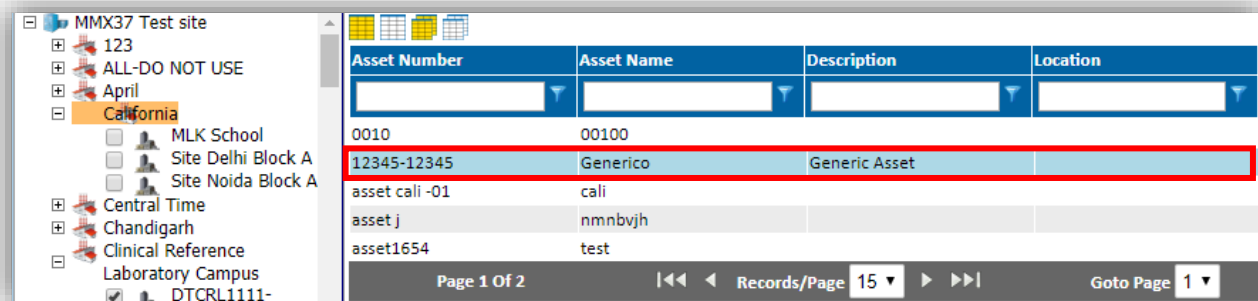 MMX37 Test site
123
ALL-DO NOT USE
April
California
MLK School
Site Delhi Block A
Site Noida Block A
Central Time
Chandigarh
Clinical Reference
Laboratory Campus
DTCRL1111-
Asset Number Asset Name Description Location
0010 00100
12345-12345 Generico Generic Asset
asset cali -01 cali
asset j nmnbvjh
asset1654 test
Page 1 Of 2 Records/Page 15 Goto Page 1